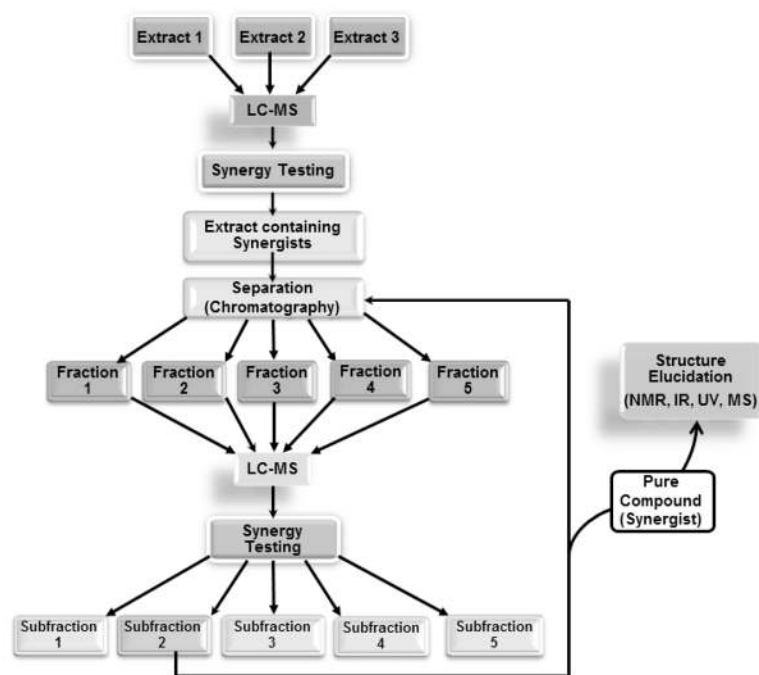 Extract 1
Extract 2
Extract 3
LC-MS
Synergy Testing
Extract containing
Synergists
Separation
(Chromatography)
Fraction
1
Fraction
2
Fraction
3
Fraction
4
Fraction
5
Structure
Elucidation
(NMR, IR, UV, MS)
LC-MS
Pure
Compound
(Synergist)
Synergy
Testing
Subfraction
1
Subfraction
2
Subfraction
3
Subfraction
4
Subfraction
5